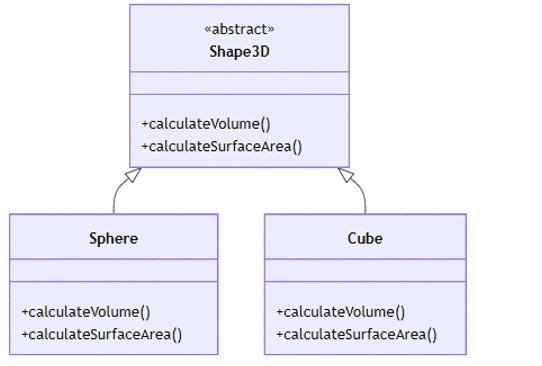 «abstract»
Shape3D
+calculateVolume()
+calculateSurfaceArea()
Sphere
+calculateVolume()
+calculateSurfaceArea()
Cube
+calculateVolume()
+calculateSurfaceArea()